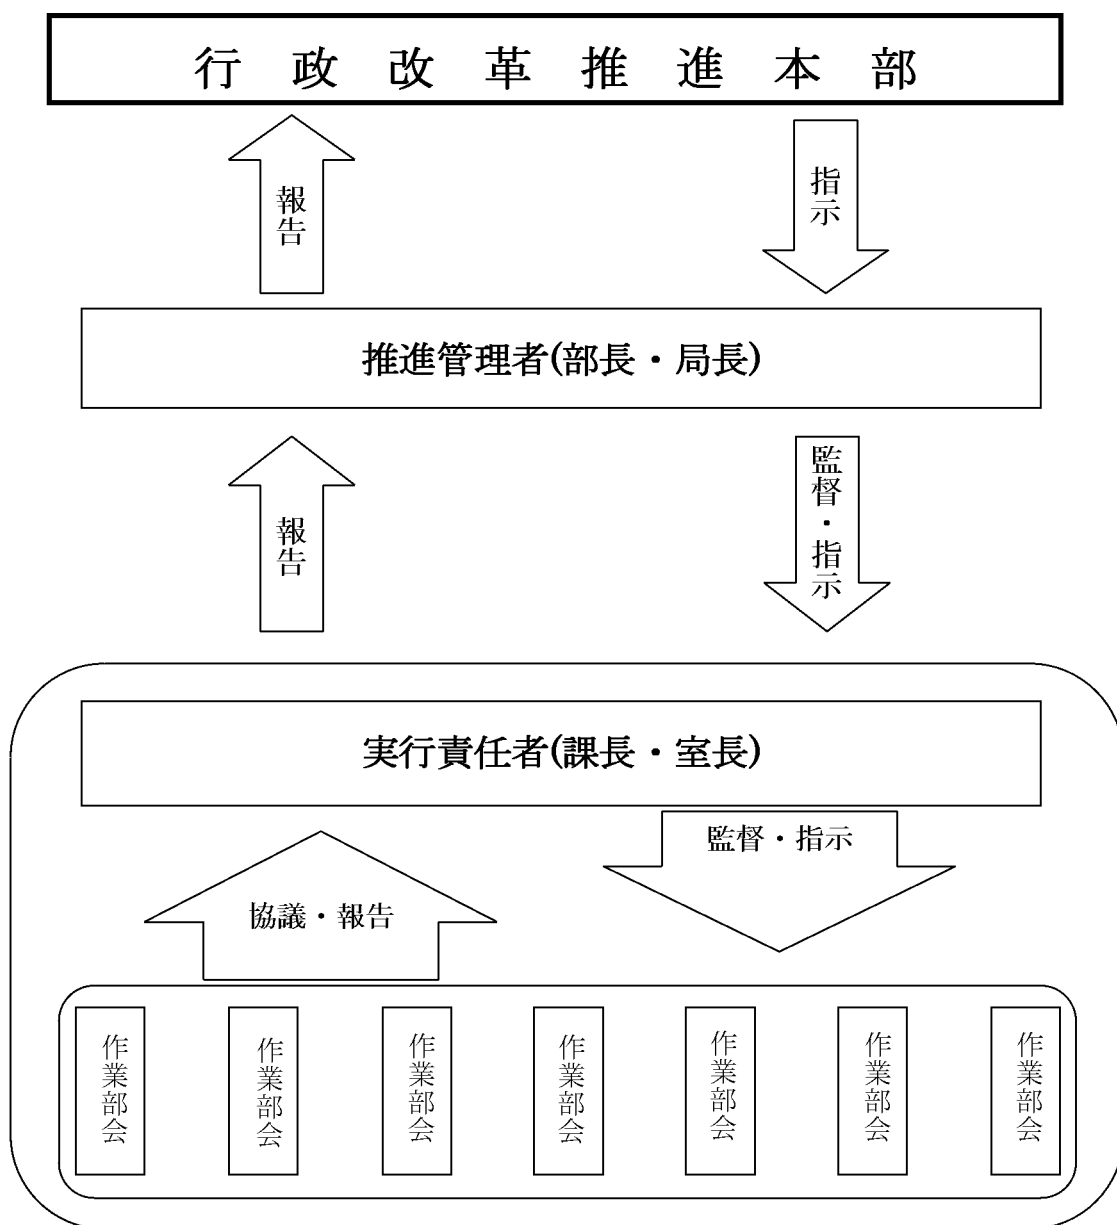 行政改革推進本部
報告
指示
推進管理者(部長・局長)
報告
監督・指示
実行責任者(課長・室長)
監督・指示
協議・報告
作業部会
作業部会
作業部会
作業部会
作業部会
作業部会
作業部会